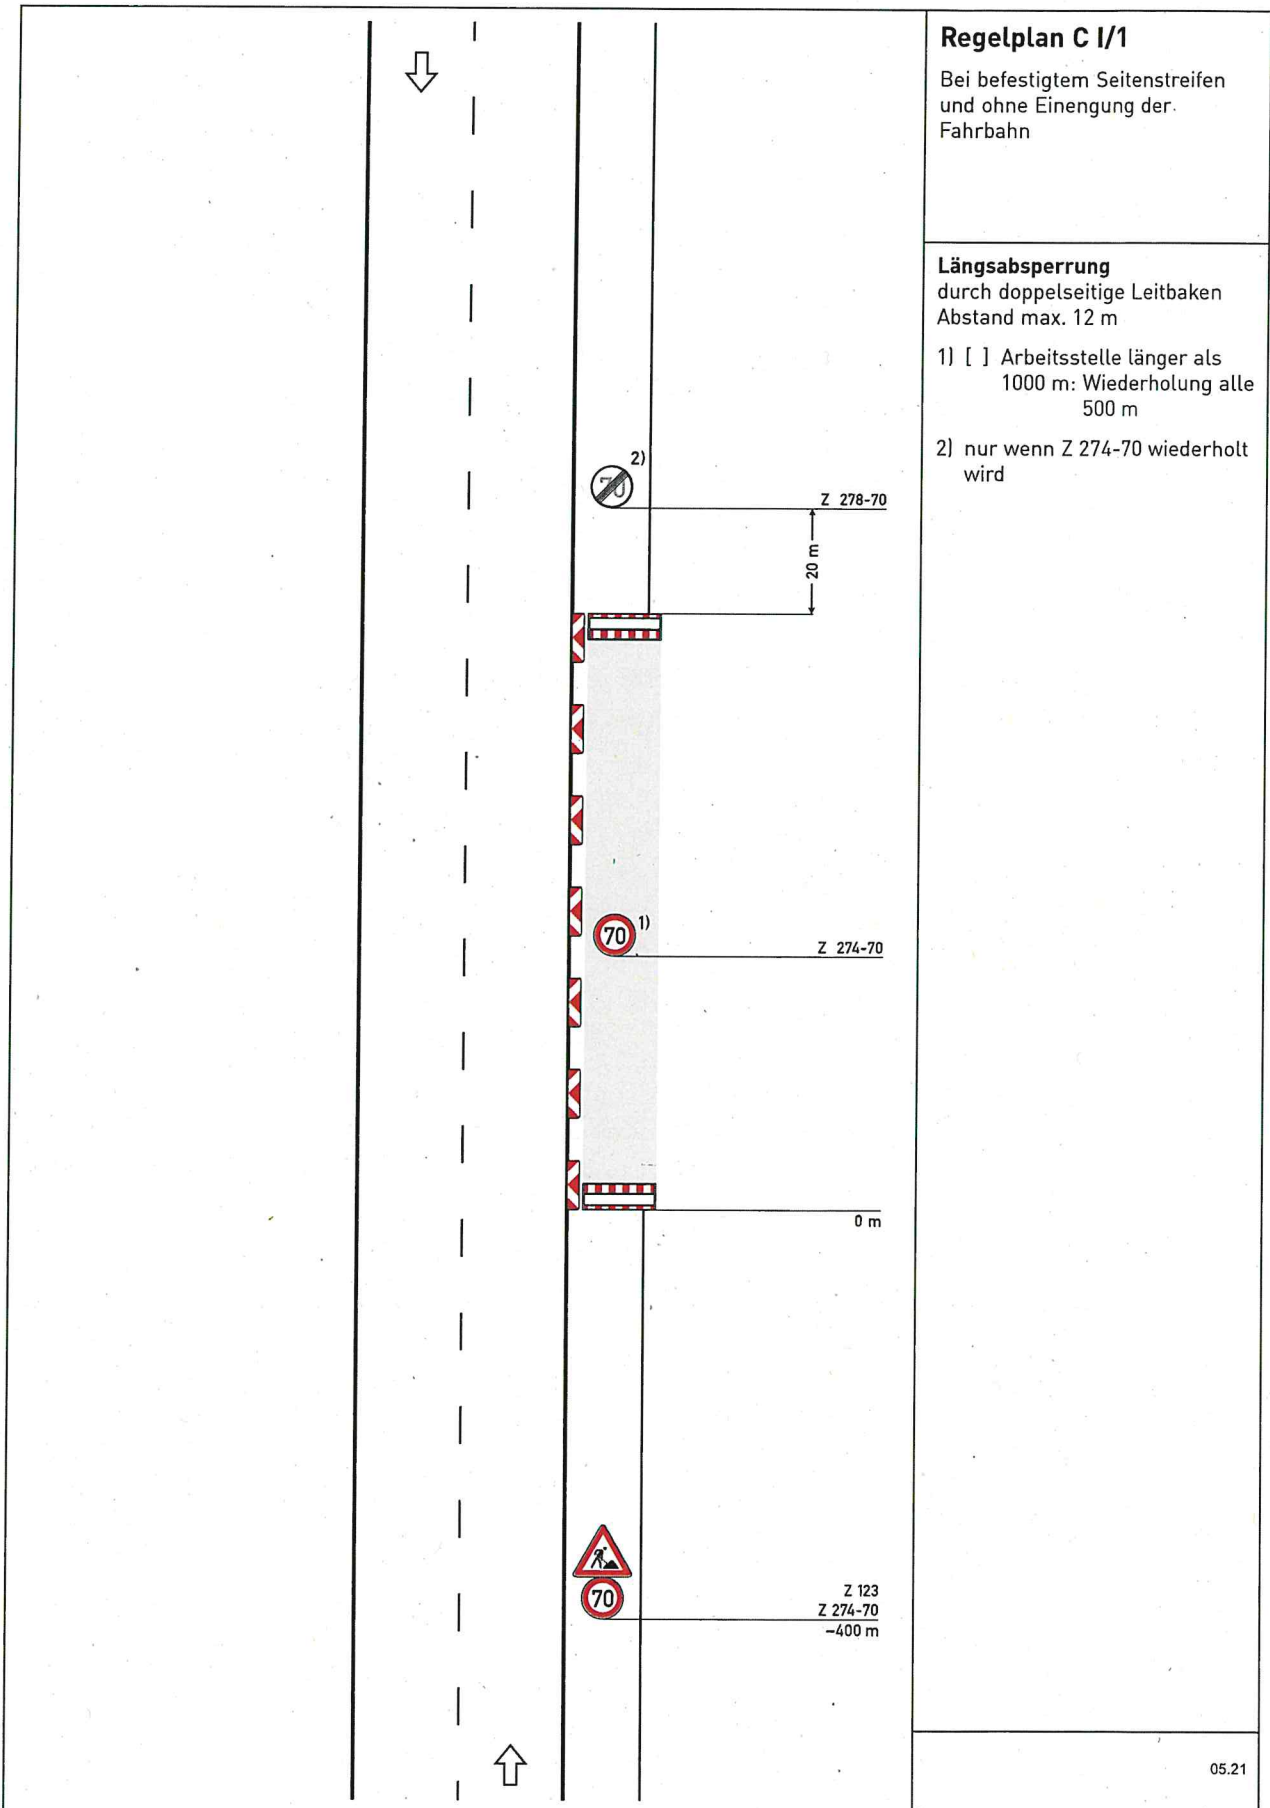 Regelplan C I/1
Bei befestigtem Seitenstreifen
und ohne Einengung der
Fahrbahn
Längsabsperrung
durch doppelseitige Leitbaken
Abstand max. 12 m
1) [ ] Arbeitsstelle länger als
1000 m: Wiederholung alle
500 m
2) nur wenn Z 274-70 wiederholt
wird
2)
70
Z 278-70
20 m
70
1)
Z 274-70
0 m
70
Z 123
Z 274-70
–400 m
05.21